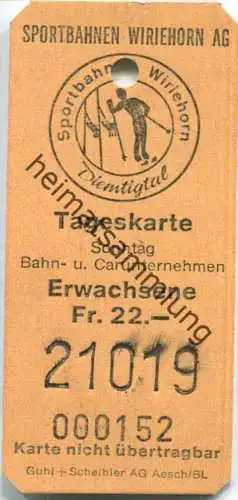 SPORTBAHNEN WIRIEHORN AG
Sportbahnen Wiriehorn
Diemtigtal
Tageskarte
Sonntag
Bahn- u. Carunternehmen
Erwachsene
Fr. 22.—
21019
000152
Karte nicht übertragbar
Guhl+Scheibler AG Aesch/BL
heimatsammlung